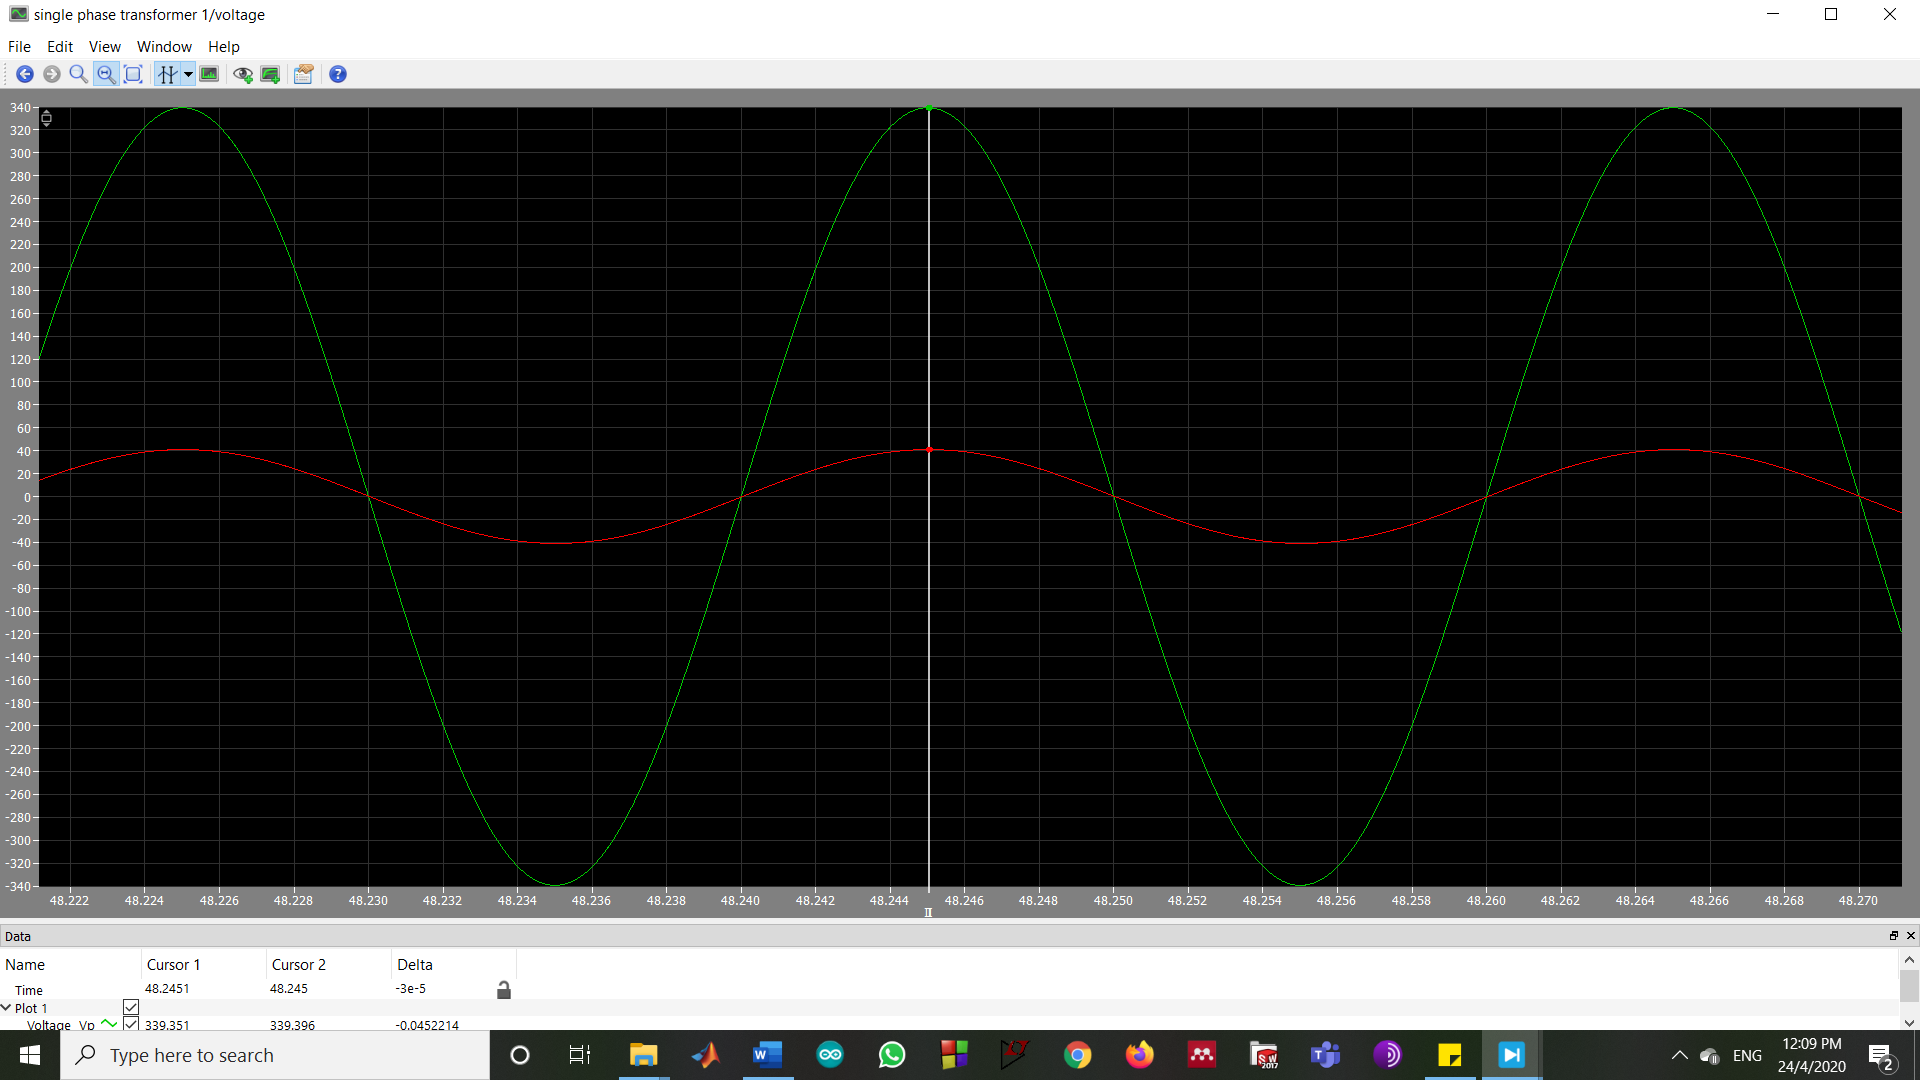 single phase transformer 1/voltage
File Edit View Window Help
340
320
300
280
260
240
220
200
180
160
140
120
100
80
60
40
20
0
-20
-40
-60
-80
-100
-120
-140
-160
-180
-200
-220
-240
-260
-280
-300
-320
-340
48.222 48.224 48.226 48.228 48.230 48.232 48.234 48.236 48.238 48.240 48.242 48.244 48.246 48.248 48.250 48.252 48.254 48.256 48.258 48.260 48.262 48.264 48.266 48.268 48.270
Data
Name Cursor 1 Cursor 2 Delta
Time 48.2451 48.245 -3e-5
Plot 1
Voltage_Vp 339.351 339.396 -0.0452214
Type here to search
W
SW
2017
T
ENG
12:09 PM
24/4/2020
2